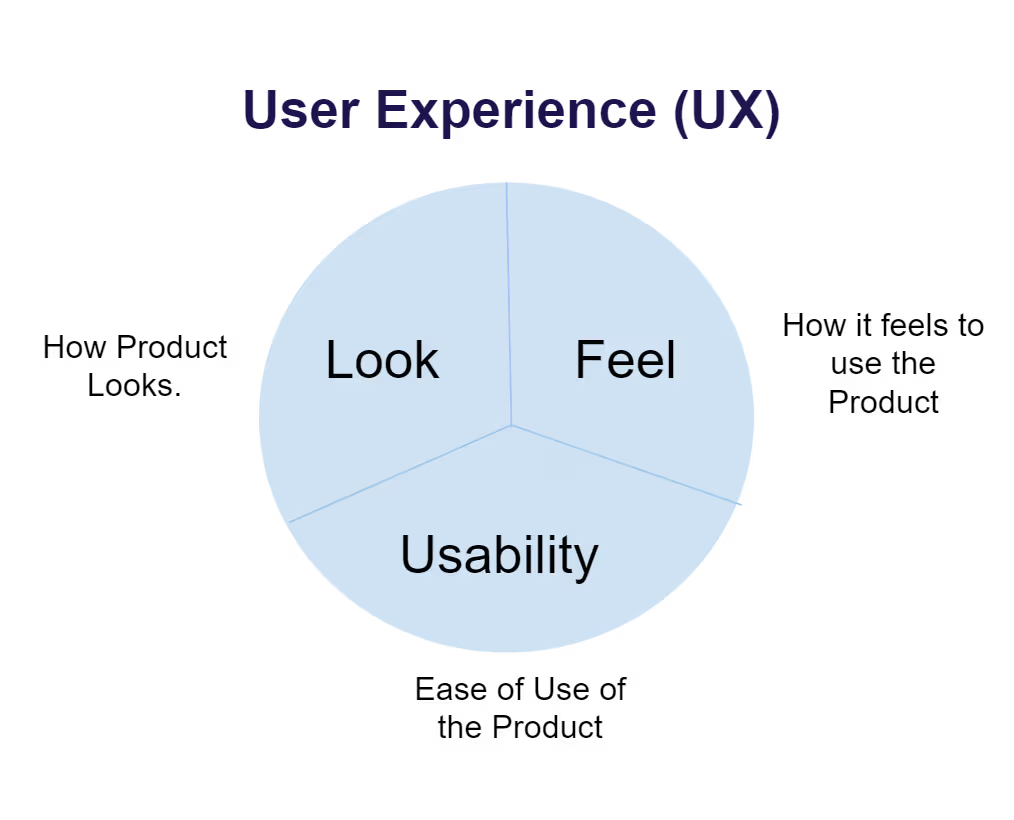 User Experience (UX)
How Product
Looks.
Look
Feel
How it feels to
use the
Product
Usability
Ease of Use of
the Product